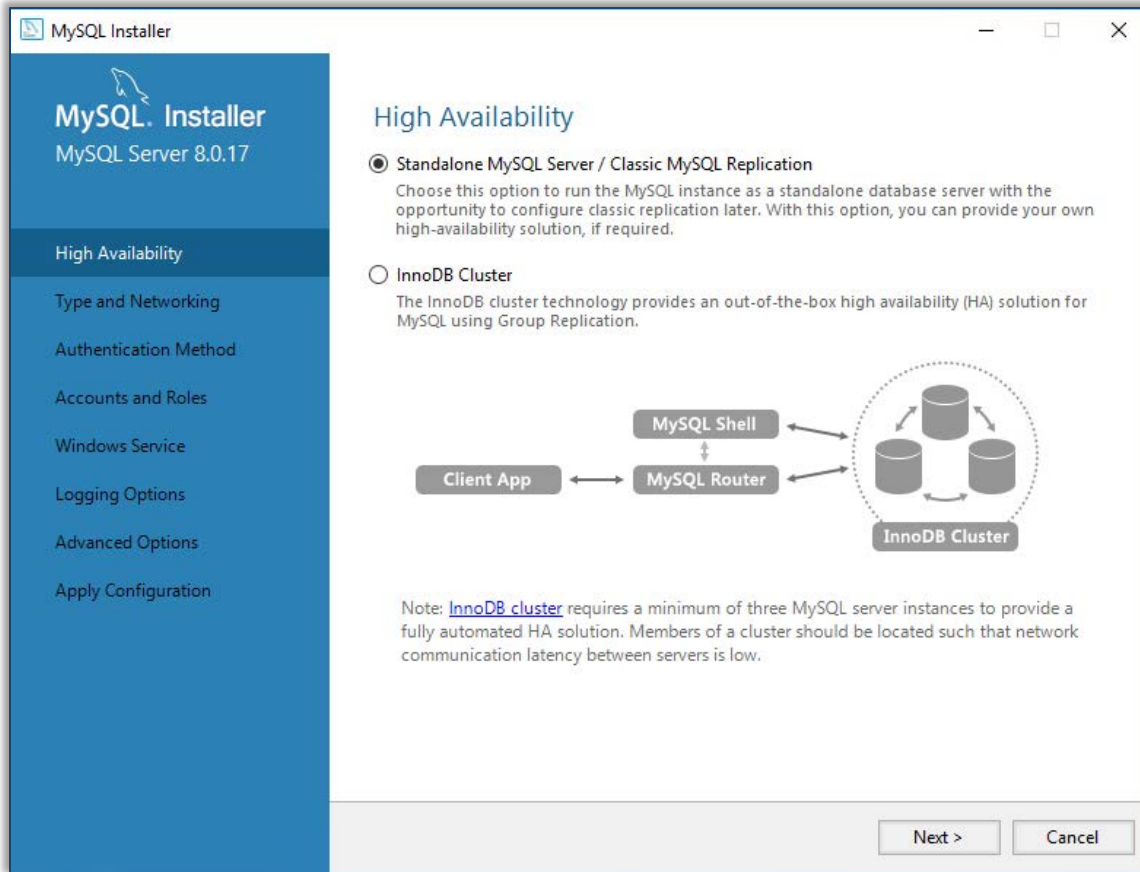 MySQL Installer
MySQL. Installer
MySQL Server 8.0.17
High Availability
Type and Networking
Authentication Method
Accounts and Roles
Windows Service
Logging Options
Advanced Options
Apply Configuration
High Availability
Standalone MySQL Server / Classic MySQL Replication
Choose this option to run the MySQL instance as a standalone database server with the
opportunity to configure classic replication later. With this option, you can provide your own
high-availability solution, if required.
InnoDB Cluster
The InnoDB cluster technology provides an out-of-the-box high availability (HA) solution for
MySQL using Group Replication.
MySQL Shell
Client App
MySQL Router
InnoDB Cluster
Note: InnoDB cluster requires a minimum of three MySQL server instances to provide a
fully automated HA solution. Members of a cluster should be located such that network
communication latency between servers is low.
Next >
Cancel